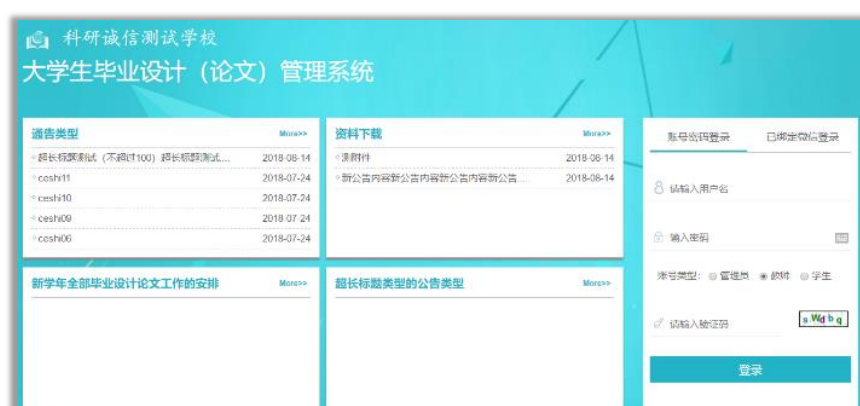 科研诚信测试学校
大学生毕业设计（论文）管理系统
通告类型 More>>
超长标题测试（不超过100）超长标题测试... 2018-08-14
ceshi11 2018-07-24
ceshi10 2018-07-24
ceshi09 2018-07-24
ceshi06 2018-07-24
资料下载 More>>
测附件 2018-08-14
新公告内容新公告内容新公告内容新公告... 2018-08-14
新学年全部毕业设计论文工作的安排 More>>
超长标题类型的公告类型 More>>
账号密码登录 已绑定微信登录
请输入用户名
输入密码
账号类型： 管理员 教师 学生
请输入验证码 s Wd b q
登录